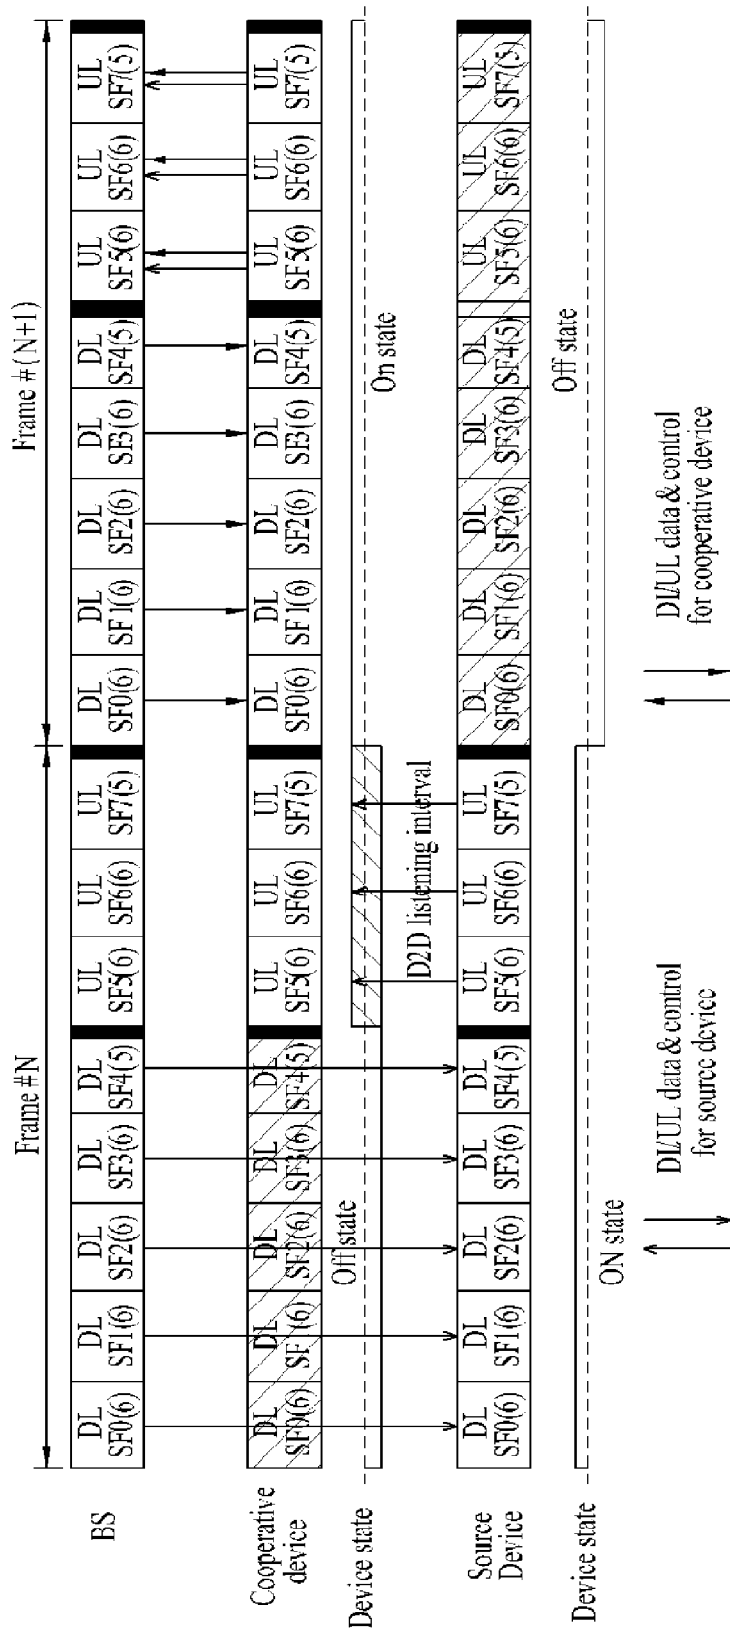 Frame #N
Frame #(N+1)
BS
DL SF0(6)
DL SF1(6)
DL SF2(6)
DL SF3(6)
DL SF4(5)
UL SF5(6)
UL SF6(6)
UL SF7(5)
DL SF0(6)
DL SF1(6)
DL SF2(6)
DL SF3(6)
DL SF4(5)
UL SF5(6)
UL SF6(6)
UL SF7(5)
Cooperative
device
DL SF0(6)
DL SF1(6)
DL SF2(6)
DL SF3(6)
DL SF4(5)
UL SF5(6)
UL SF6(6)
UL SF7(5)
DL SF0(6)
DL SF1(6)
DL SF2(6)
DL SF3(6)
DL SF4(5)
UL SF5(6)
UL SF6(6)
UL SF7(5)
Device state
Off state
D2D listening interval
On state
Source
Device
DL SF0(6)
DL SF1(6)
DL SF2(6)
DL SF3(6)
DL SF4(5)
UL SF5(6)
UL SF6(6)
UL SF7(5)
DL SF0(6)
DL SF1(6)
DL SF2(6)
DL SF3(6)
DL SF4(5)
UL SF5(6)
UL SF6(6)
UL SF7(5)
Device state
ON state
Off state
Dl/UL data & control
for source device
Dl/UL data & control
for cooperative device